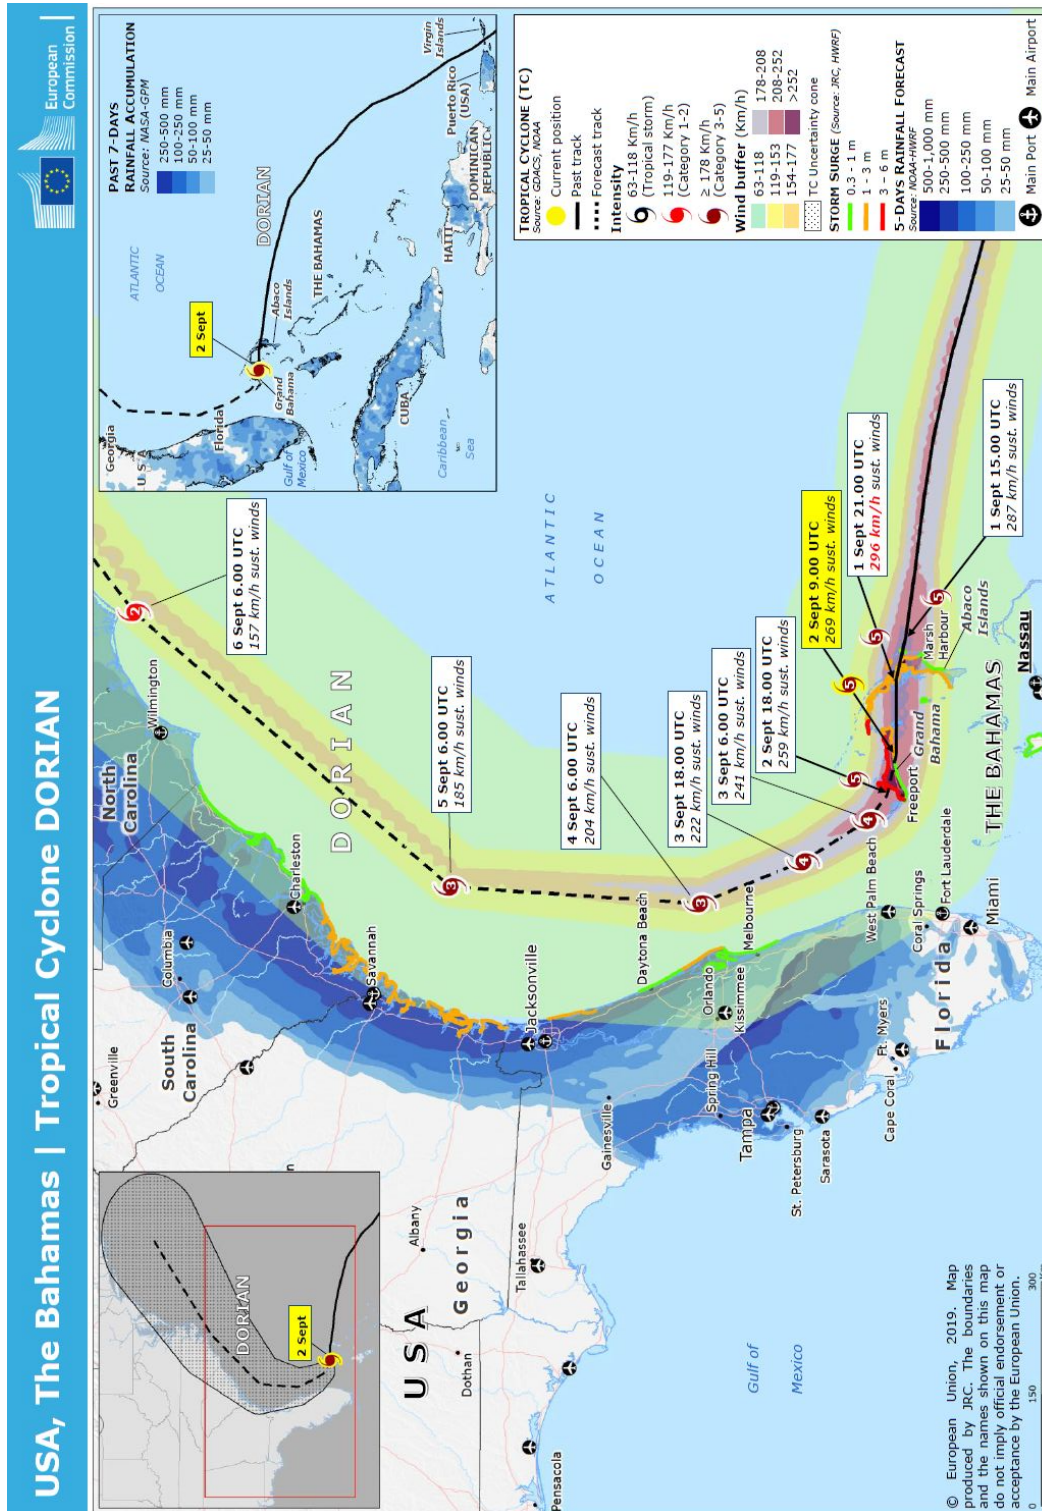 USA, The Bahamas | Tropical Cyclone DORIAN
European
Commission
PAST 7-DAYS
RAINFALL ACCUMULATION
Source: NASA-GPM
250-500 mm
100-250 mm
50-100 mm
25-50 mm
ATLANTIC
OCEAN
Georgia
U S A
Florida
Gulf of
Mexico
2 Sept
DORIAN
Abaco
Islands
Grand
Bahama
THE BAHAMAS
CUBA
Caribbean
Sea
HAITI
DOMINICAN
REPUBLIC
Puerto Rico
(USA)
Virgin
Islands
DORIAN
2 Sept
North
Carolina
Wilmington
Greenville
Columbia
South
Carolina
Charleston
Savannah
6 Sept 6.00 UTC
157 km/h sust. winds
2
DORIAN
5 Sept 6.00 UTC
185 km/h sust. winds
3
ATLANTIC
OCEAN
USA
Georgia
Albany
Dothan
Tallahassee
Pensacola
Jacksonville
Gainesville
Daytona Beach
4 Sept 6.00 UTC
204 km/h sust. winds
3
3 Sept 18.00 UTC
222 km/h sust. winds
4
3 Sept 6.00 UTC
241 km/h sust. winds
4
2 Sept 18.00 UTC
259 km/h sust. winds
5
2 Sept 9.00 UTC
269 km/h sust. winds
5
1 Sept 21.00 UTC
296 km/h sust. winds
5
1 Sept 15.00 UTC
287 km/h sust. winds
5
Orlando
Kissimmee
Melbourne
Spring Hill
Tampa
St. Petersburg
Sarasota
Cape Coral
Ft. Myers
Florida
West Palm Beach
Coral Springs
Fort Lauderdale
Miami
Freeport
Grand
Bahama
Marsh
Harbour
Abaco
Islands
THE BAHAMAS
Nassau
Gulf of
Mexico
TROPICAL CYCLONE (TC)
Source: GDACS, NOAA
Current position
Past track
Forecast track
Intensity
63-118 Km/h
(Tropical storm)
119-177 km/h
(Category 1-2)
≥ 178 Km/h
(Category 3-5)
Wind buffer (Km/h)
63-118
119-153
154-177
178-208
208-252
>252
TC Uncertainty cone
STORM SURGE (Source: JRC, HWRF)
0.3 - 1 m
1 - 3 m
3 - 6 m
5-DAYS RAINFALL FORECAST
Source: NOAA-HWRF
500-1,000 mm
250-500 mm
100-250 mm
50-100 mm
25-50 mm
Main Port
Main Airport
© European Union, 2019. Map
produced by JRC. The boundaries
and the names shown on this map
do not imply official endorsement or
acceptance by the European Union.
0
150
300